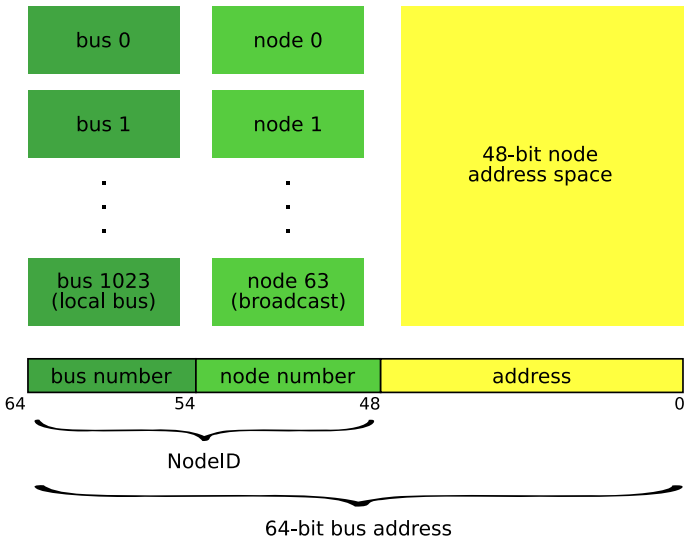 bus 0
node 0
bus 1
node 1
48-bit node
address space
bus 1023
(local bus)
node 63
(broadcast)
bus number
node number
address
64
54
48
0
NodeID
64-bit bus address